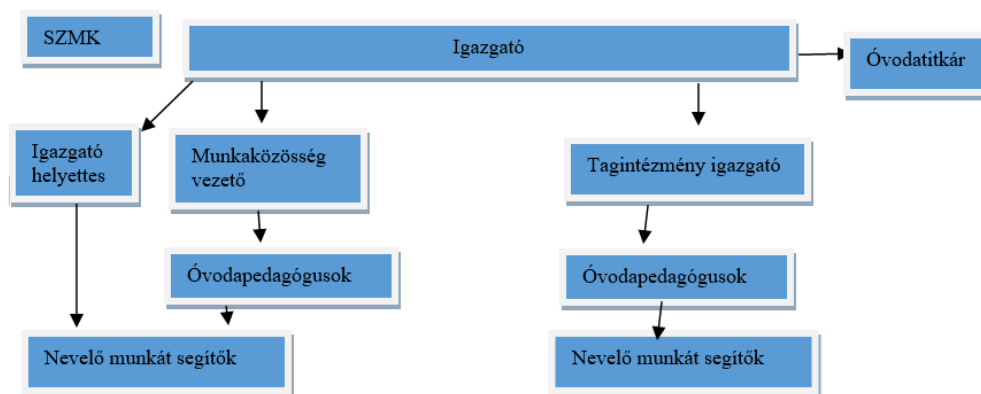 SZMK
Igazgató
Óvodatitkár
Igazgató
helyettes
Munkaközösség
vezető
Tagintézmény igazgató
Óvodapedagógusok
Óvodapedagógusok
Nevelő munkát segítők
Nevelő munkát segítők